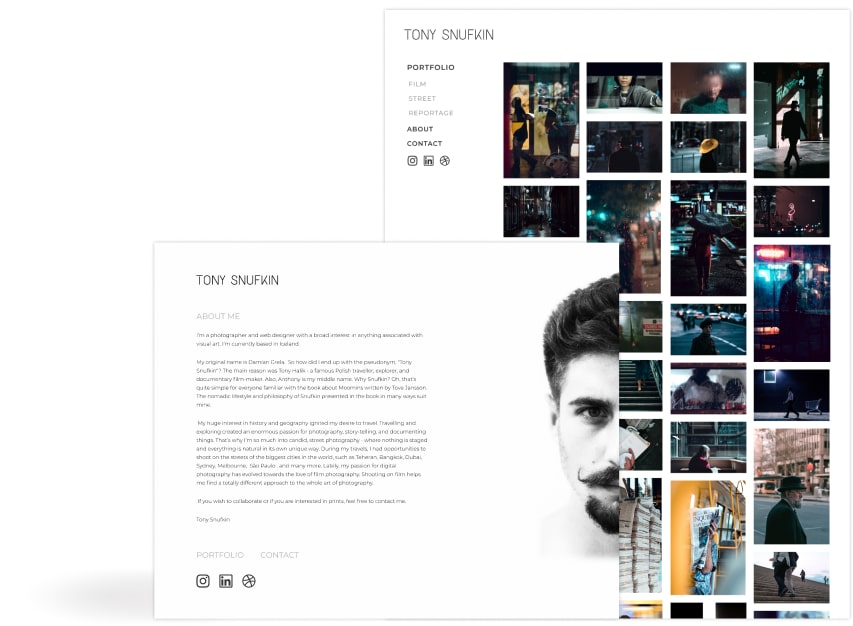 TONY SNUFKIN
PORTFOLIO
FILM
STREET
REPORTAGE
ABOUT
CONTACT
TONY SNUFKIN
ABOUT ME
I'm a photographer and web designer with a broad interest in anything associated with
visual art. I'm currently based in Iceland.
My original name is Damian Grela. So how did I end up with the pseudonym, "Tony
Snufkin"? The main reason was Tony Halik - a famous Polish traveller, explorer, and
documentary film-maker. Also, Anthony is my middle name. Why Snufkin? Oh, that's
quite simple for everyone familiar with the book about Moomins written by Tove Jansson.
The nomadic lifestyle and philosophy of Snufkin presented in the book in many ways suit
mine.
My huge interest in history and geography ignited my desire to travel. Travelling and
exploring created an enormous passion for photography, story-telling, and documenting
things. That's why I'm so much into candid, street photography - where nothing is staged
and everything is natural in its own unique way. During my travels, I had opportunities to
shoot on the streets of the biggest cities in the world, such as Teheran, Bangkok, Dubai,
Sydney, Melbourne, São Paulo ,and many more. Lately, my passion for digital
photography has evolved towards the love of film photography. Shooting on film helps
me find a totally different approach to the whole art of photography.
If you wish to collaborate or if you are interested in prints, feel free to contact me.
Tony Snufkin
PORTFOLIO CONTACT